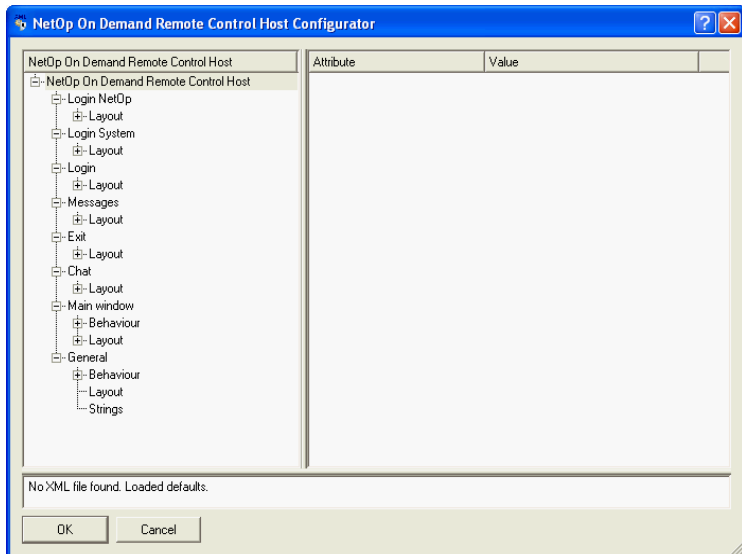 NetOp On Demand Remote Control Host Configurator
NetOp On Demand Remote Control Host
Attribute
Value
NetOp On Demand Remote Control Host
Login NetOp
Layout
Login System
Layout
Login
Layout
Messages
Layout
Exit
Layout
Chat
Layout
Main window
Behaviour
Layout
General
Behaviour
Layout
Strings
No XML file found. Loaded defaults.
OK
Cancel